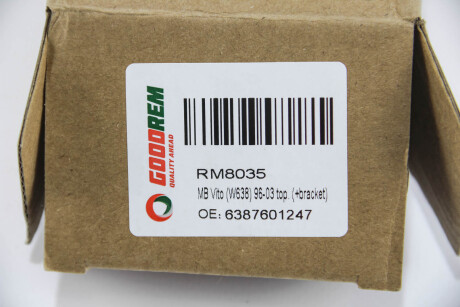 GOODREM
QUALITY AHEAD
RM8035
MB Vito (W638) 96-03 top. (+bracket)
OE: 6387601247